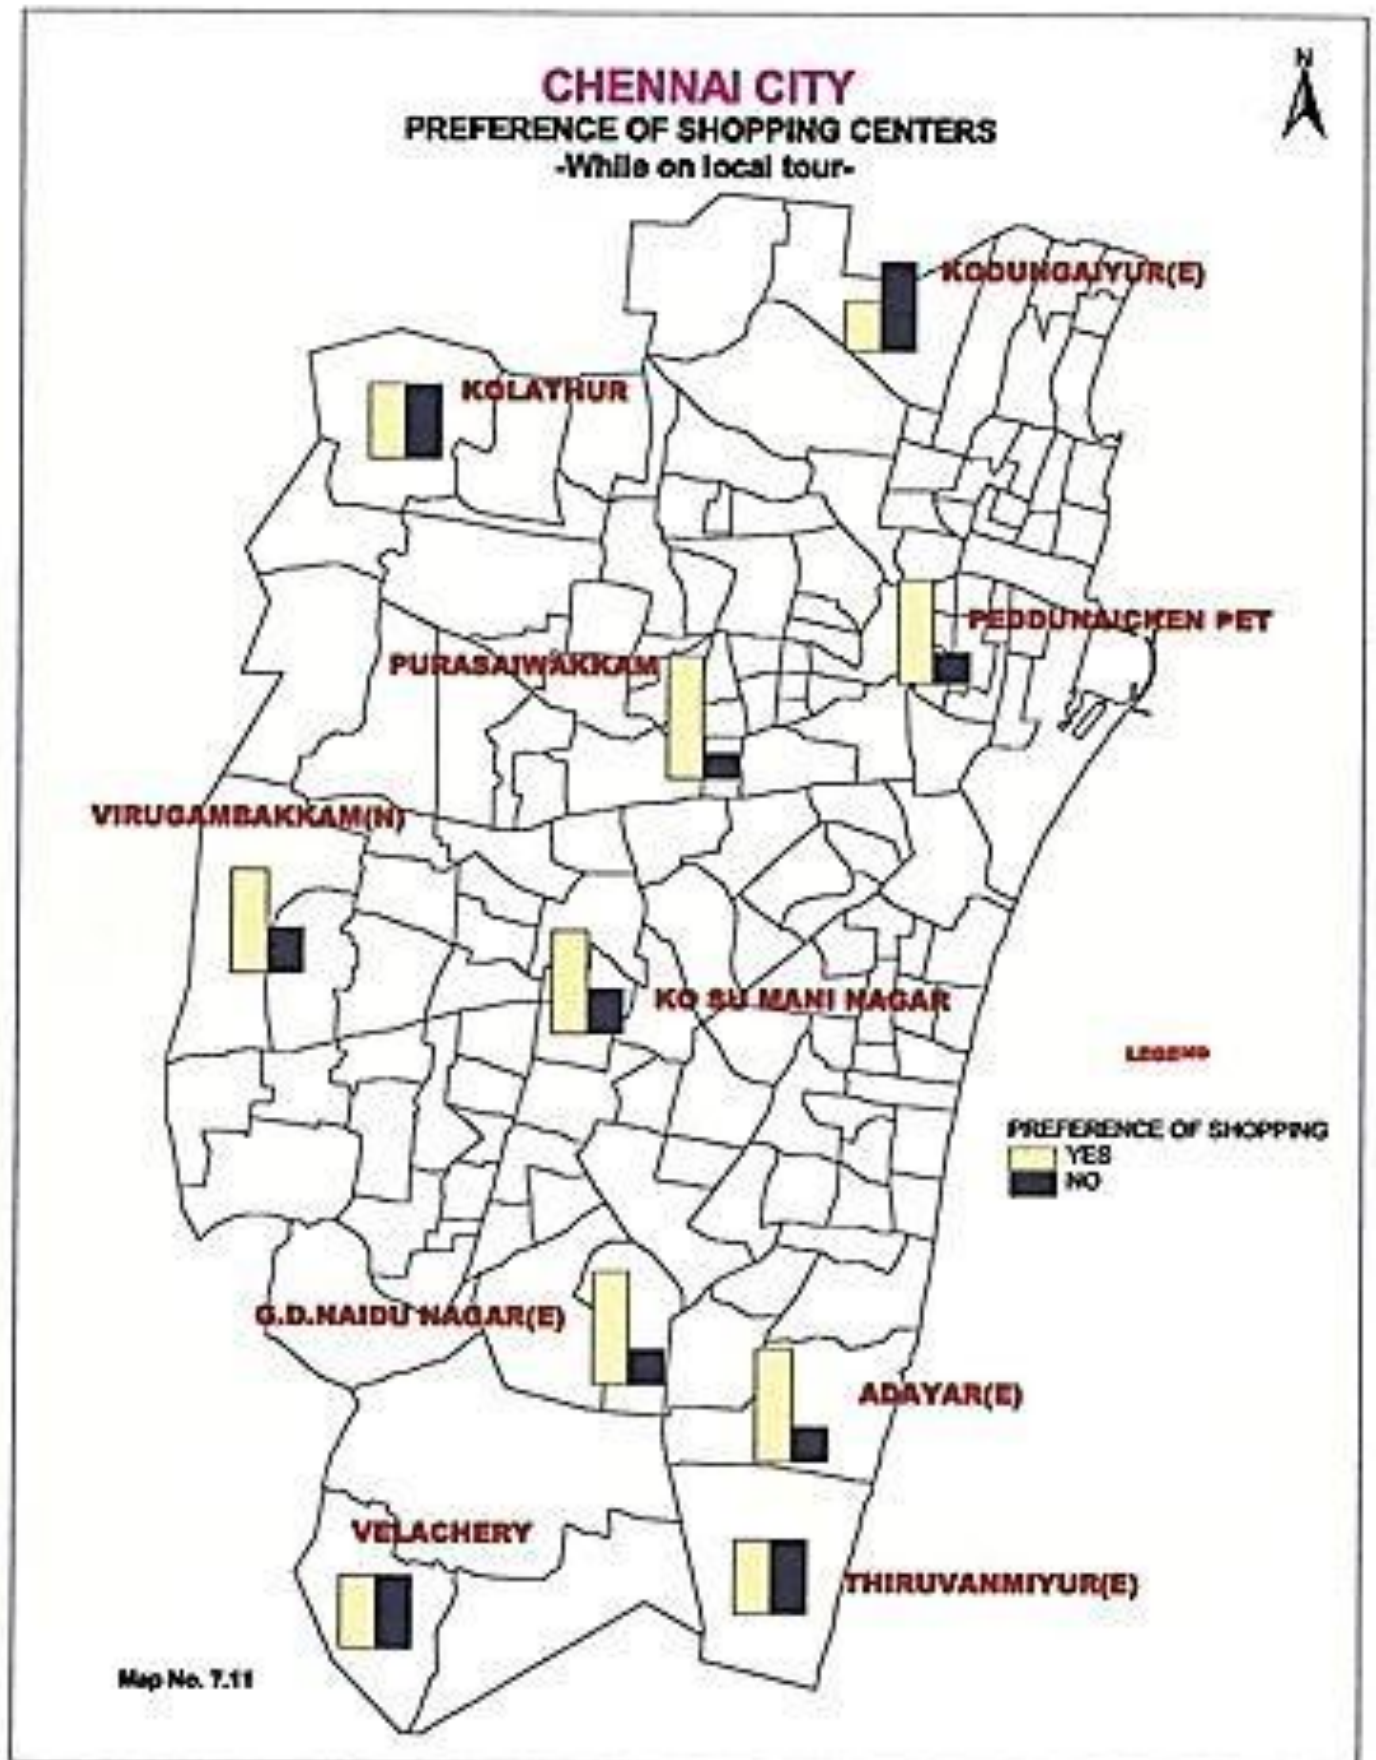 N
CHENNAI CITY
PREFERENCE OF SHOPPING CENTERS
-While on local tour-
KODUNGAIYUR(E)
KOLATHUR
PEDDUNAICKEN PET
PURASAIWAKKAM
VIRUGAMBAKKAM(N)
KO SU MANI NAGAR
LEGEND
PREFERENCE OF SHOPPING
YES
NO
G.D.NAIDU NAGAR(E)
ADAYAR(E)
VELACHERY
THIRUVANMIYUR(E)
Map No. 7.11